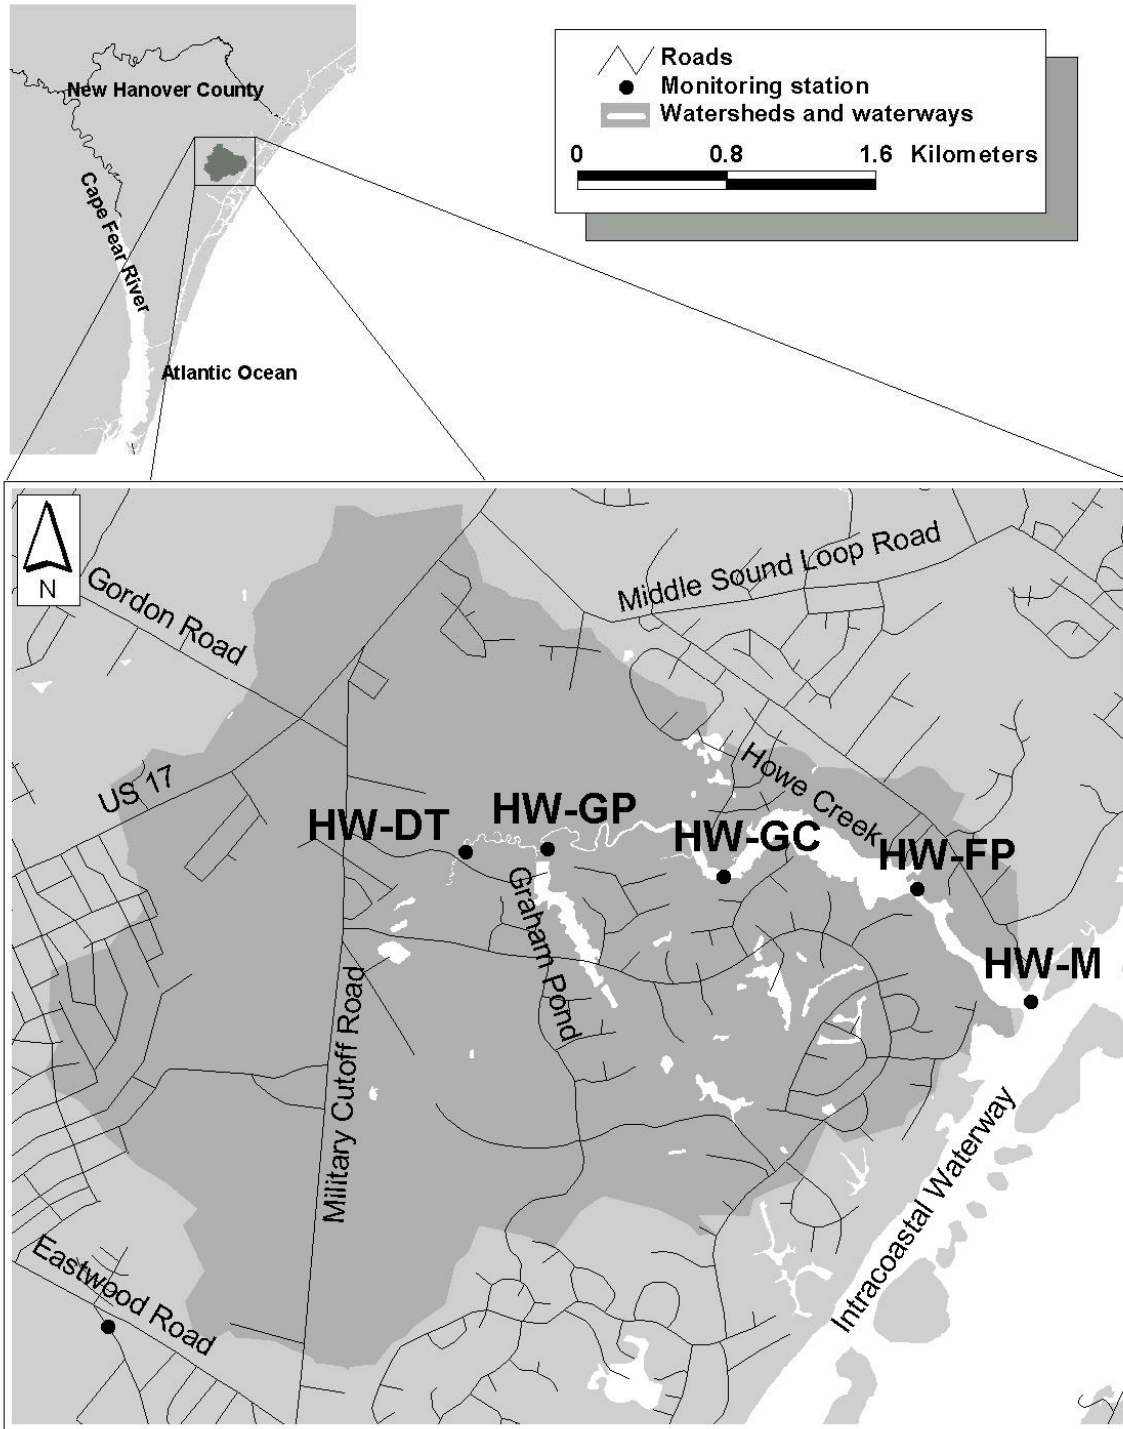 New Hanover County
Cape Fear River
Atlantic Ocean
Roads
Monitoring station
Watersheds and waterways
0 0.8 1.6 Kilometers
N
Gordon Road
Middle Sound Loop Road
US 17
Howe Creek
HW-DT
HW-GP
HW-GC
HW-FP
Graham Pond
HW-M
Military Cutoff Road
Intracoastal Waterway
Eastwood Road